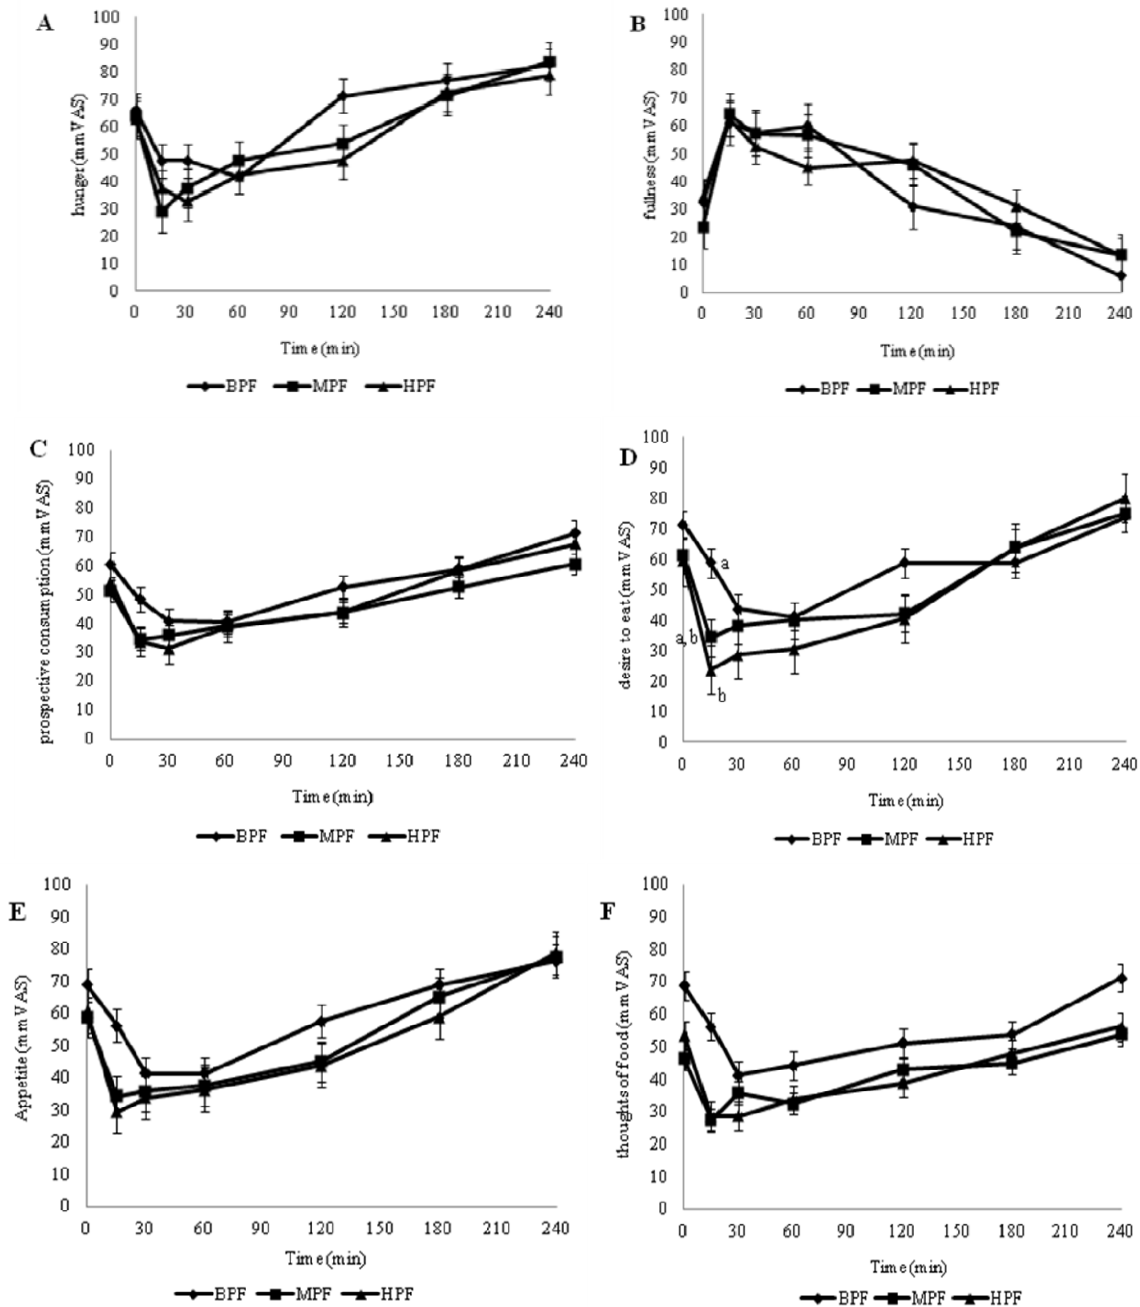 A
hunger (mm VAS)
100
90
80
70
60
50
40
30
20
10
0
0 30 60 90 120 150 180 210 240
Time (min)
BPF MPF HPF
B
fullness (mm VAS)
100
90
80
70
60
50
40
30
20
10
0
0 30 60 90 120 150 180 210 240
Time (min)
BPF MPF HPF
C
prospective consumption (mm VAS)
100
90
80
70
60
50
40
30
20
10
0
0 30 60 90 120 150 180 210 240
Time (min)
BPF MPF HPF
D
desire to eat (mm VAS)
100
90
80
70
60
50
40
30
20
10
0
a
a,b
b
0 30 60 90 120 150 180 210 240
Time (min)
BPF MPF HPF
E
Appetite (mm VAS)
100
90
80
70
60
50
40
30
20
10
0
0 30 60 90 120 150 180 210 240
Time (min)
BPF MPF HPF
F
thoughts of food (mm VAS)
100
90
80
70
60
50
40
30
20
10
0
0 30 60 90 120 150 180 210 240
Time (min)
BPF MPF HPF